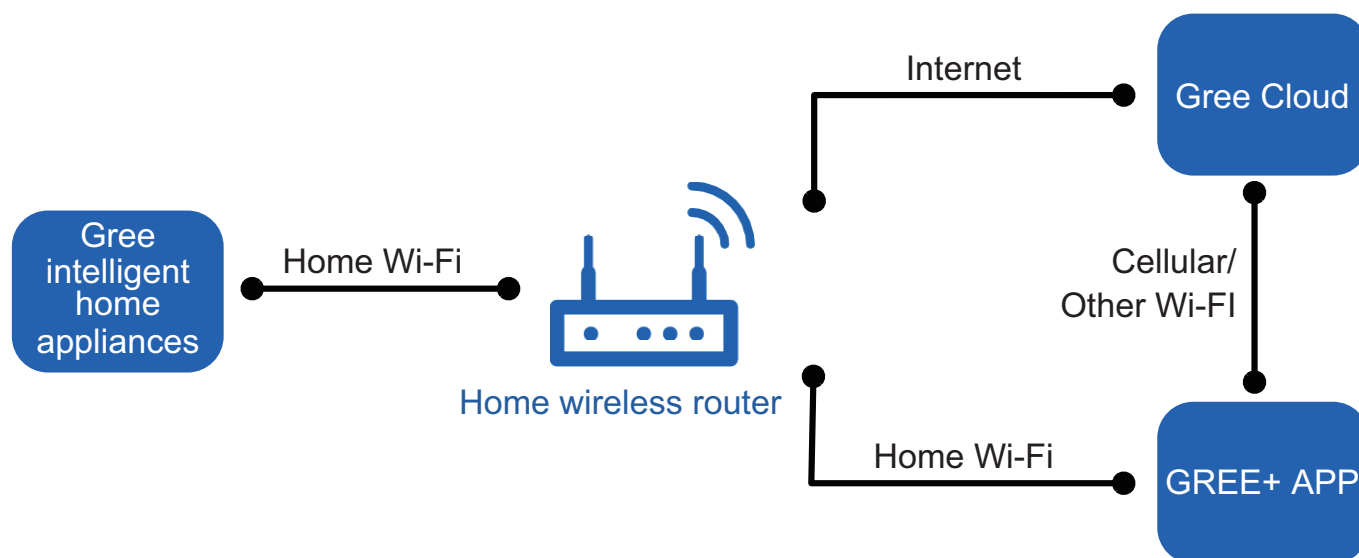 Internet
Gree Cloud
Gree
intelligent
home
appliances
Home Wi-Fi
Cellular/
Other Wi-FI
Home wireless router
Home Wi-Fi
GREE+ APP